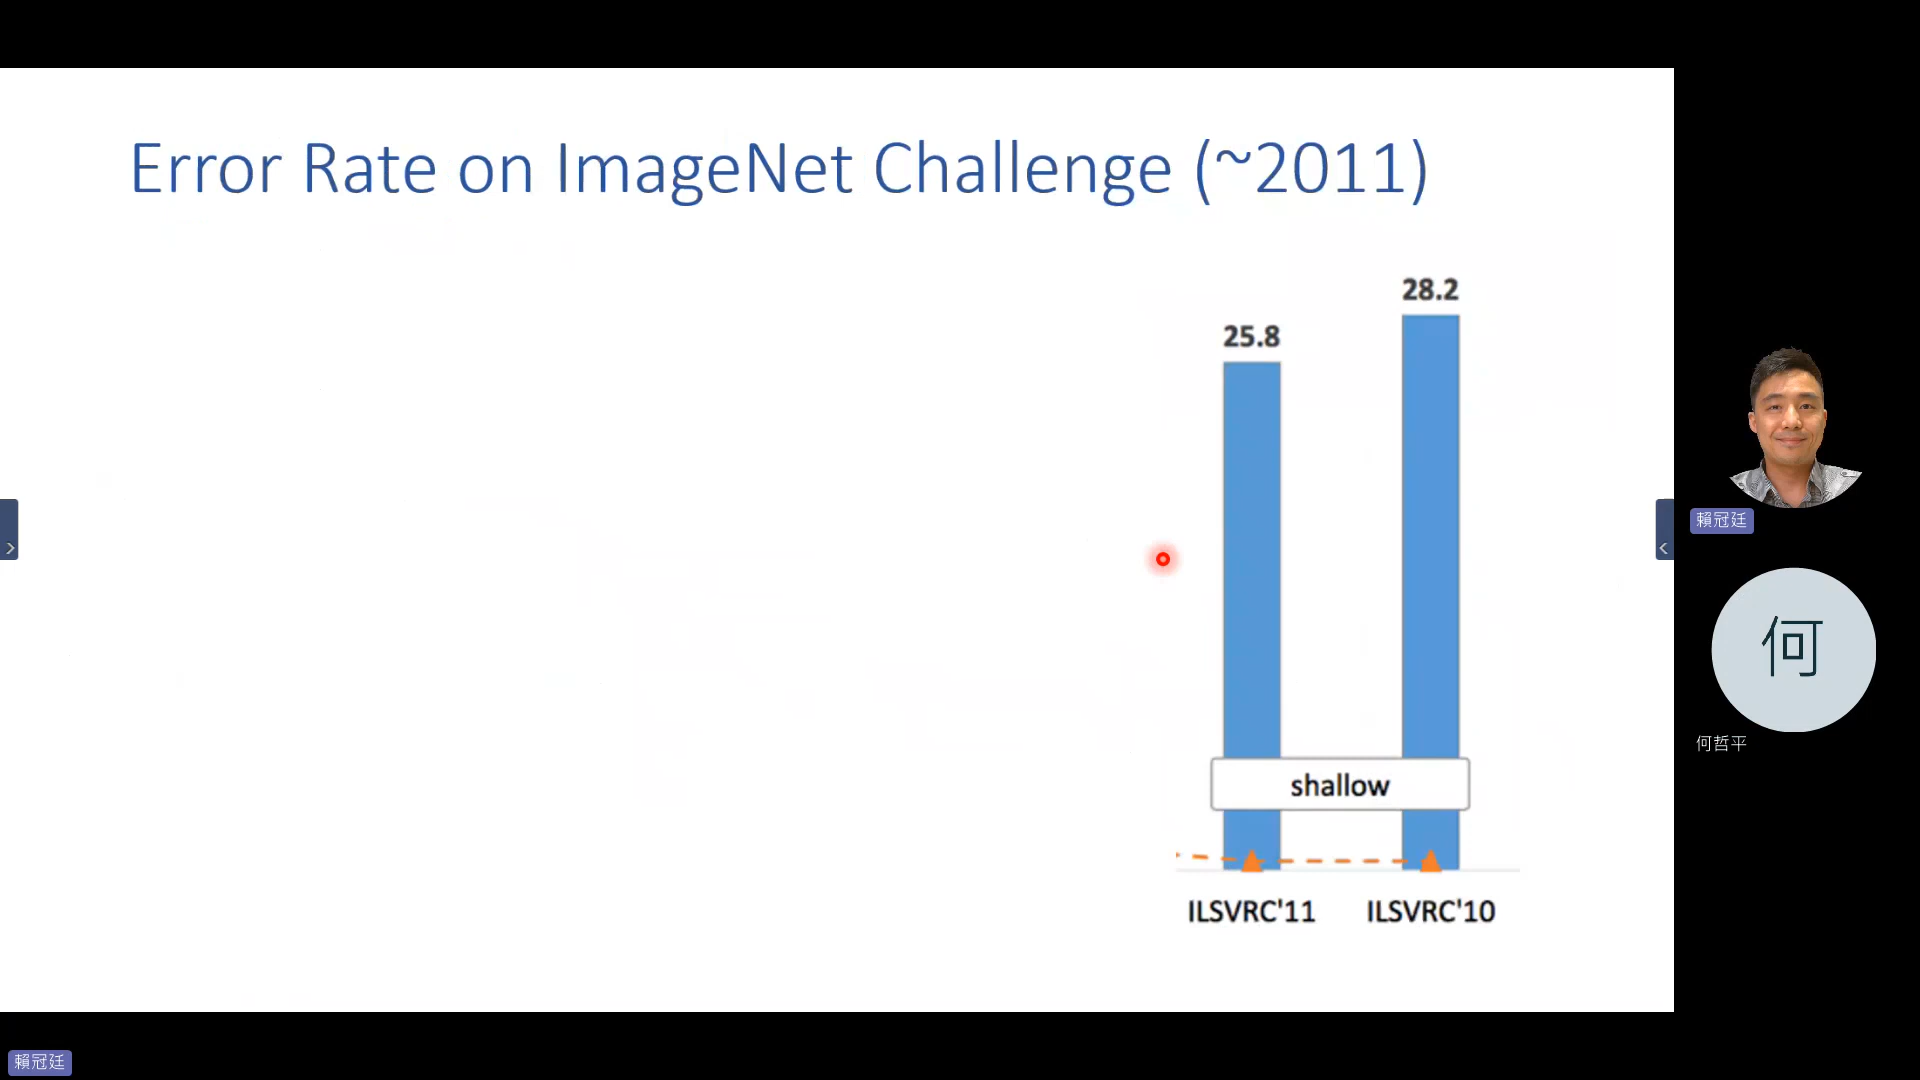 Error Rate on ImageNet Challenge (~2011)
28.2
25.8
shallow
ILSVRC'11
ILSVRC'10
賴冠廷
何
何哲平
賴冠廷